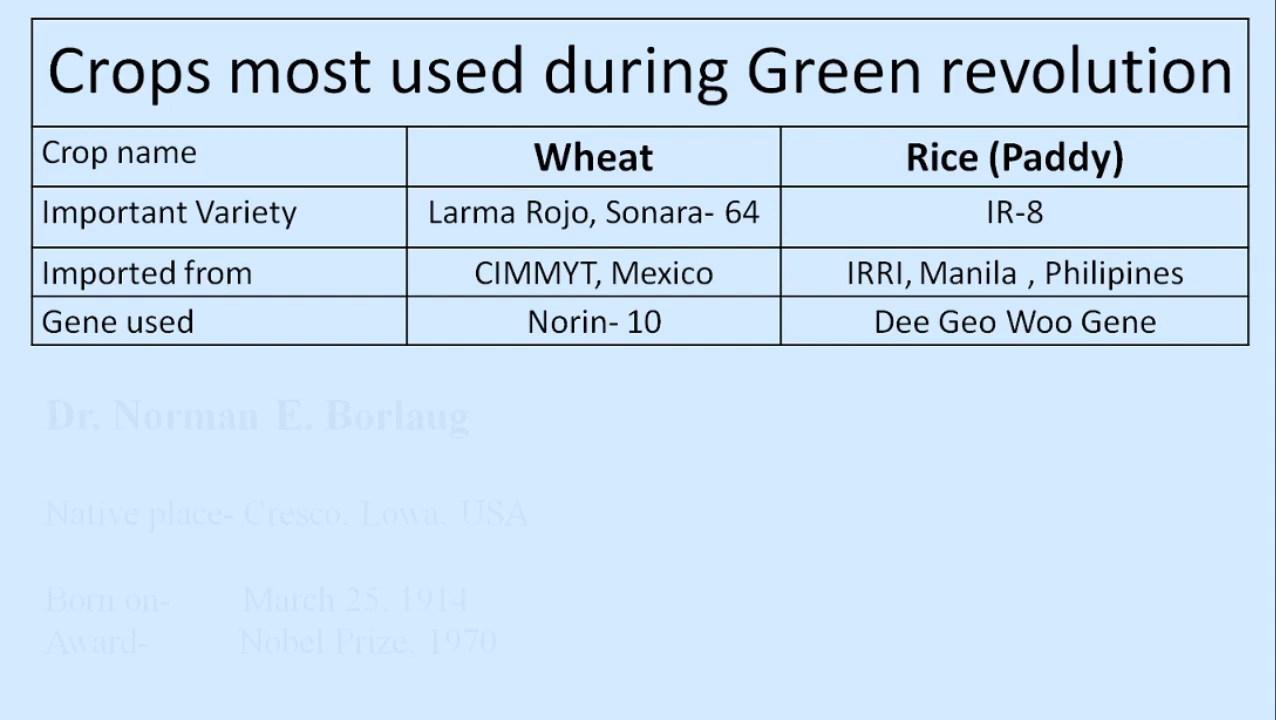 Crops most used during Green revolution
Crop name Wheat Rice (Paddy)
Important Variety Larma Rojo, Sonara- 64 IR-8
Imported from CIMMYT, Mexico IRRI, Manila , Philipines
Gene used Norin- 10 Dee Geo Woo Gene
Dr. Norman E. Borlaug
Native place- Cresco, Lowa, USA
Born on- March 25, 1914
Award- Nobel Prize, 1970